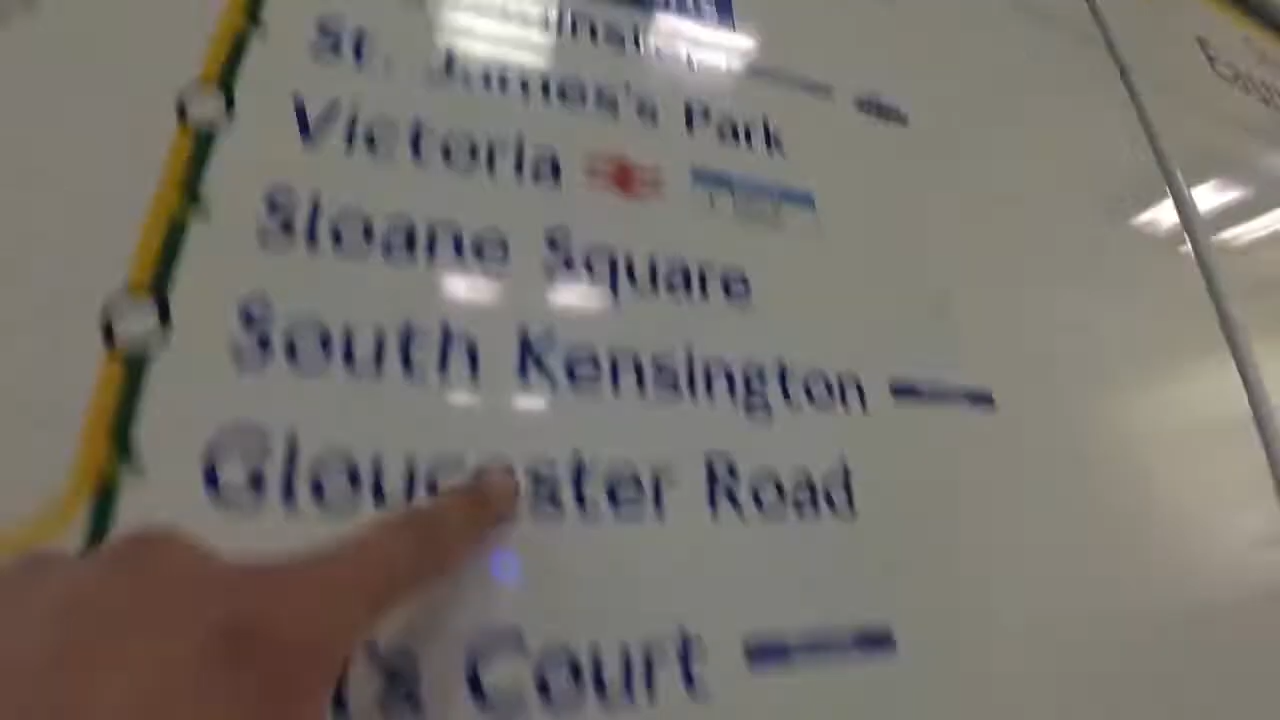 St. James's Park
Victoria
Sloane Square
South Kensington
Gloucester Road
Court